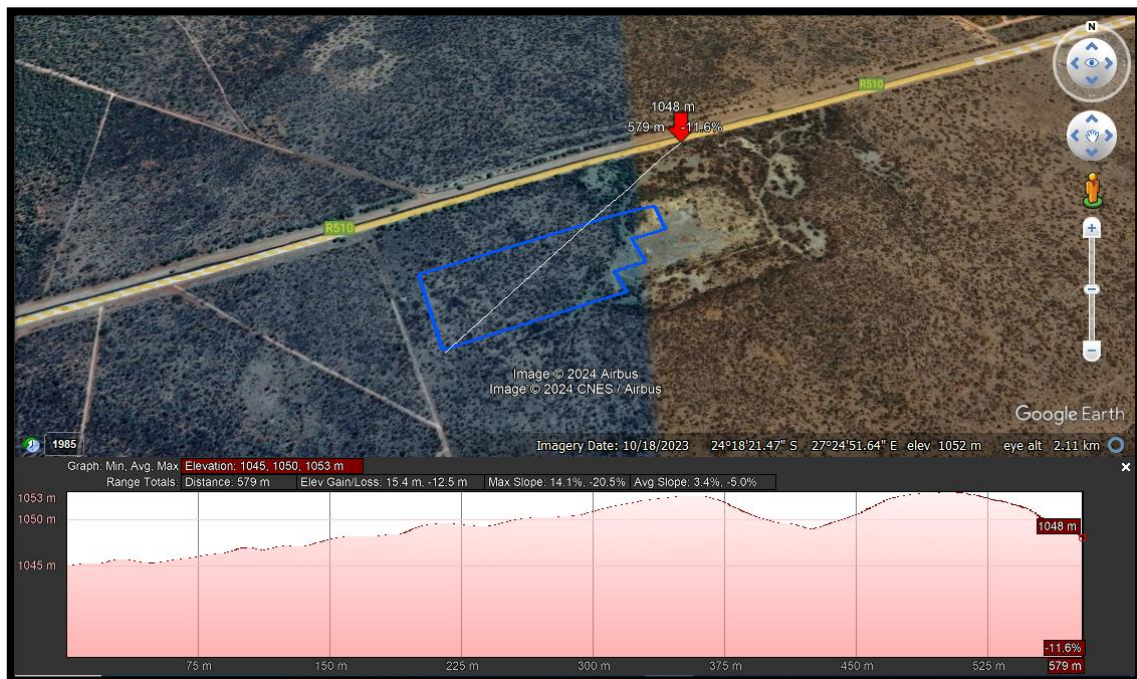 N
R510
1048 m
579 m -11.6%
R510
Image © 2024 Airbus
Image © 2024 CNES / Airbus
Google Earth
1985
Imagery Date: 10/18/2023 24°18'21.47" S 27°24'51.64" E elev 1052 m eye alt 2.11 km
Graph: Min, Avg, Max Elevation: 1045, 1050, 1053 m
Range Totals: Distance: 579 m Elev Gain/Loss: 15.4 m, -12.5 m Max Slope: 14.1%, -20.5% Avg Slope: 3.4%, -5.0%
1053 m
1050 m
1048 m
1045 m
-11.6%
75 m 150 m 225 m 300 m 375 m 450 m 525 m 579 m